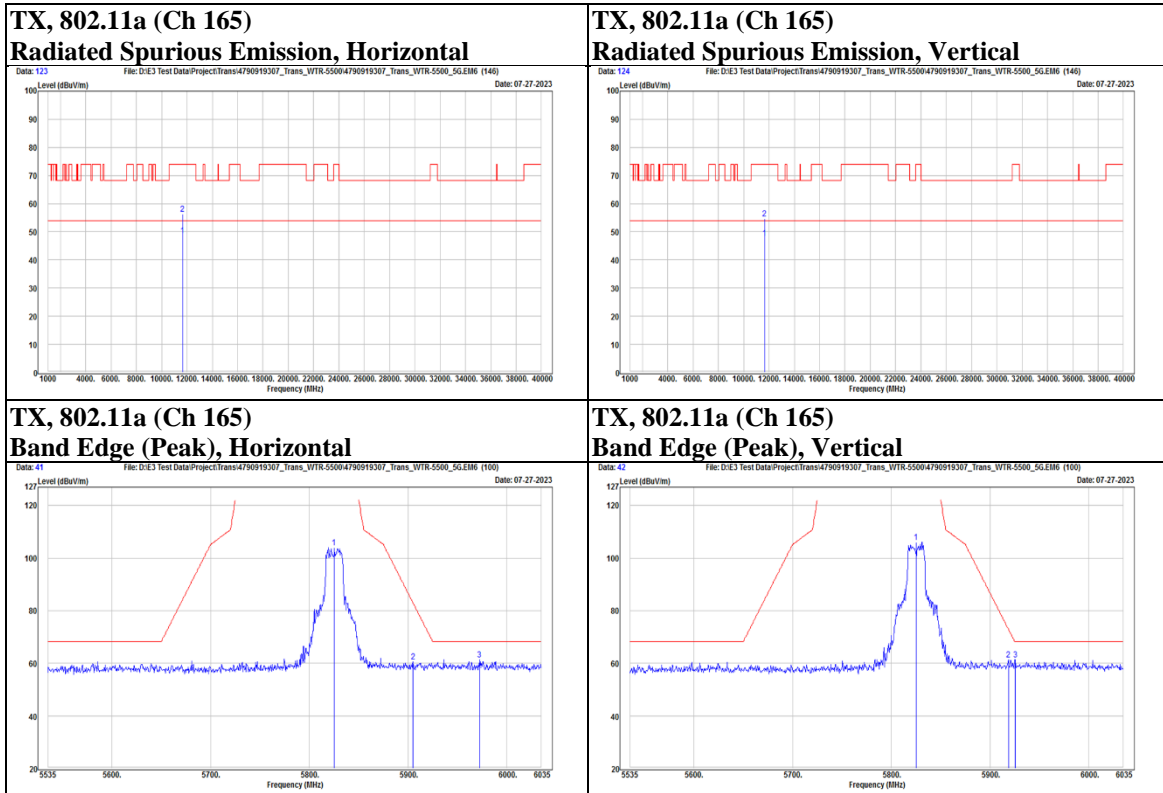 TX, 802.11a (Ch 165)
Radiated Spurious Emission, Horizontal
Data: 123 File: D:\E3 Test Data\Project\Trans\4790919307_Trans_WTR-5500\4790919307_Trans_WTR-5500_5G.EM6 (146)
Level (dBuV/m) Date: 07-27-2023
100
90
80
70
60
50
40
30
20
10
0
2
1
1000 4000. 6000. 8000. 10000. 12000. 14000. 16000. 18000. 20000. 22000. 24000. 26000. 28000. 30000. 32000. 34000. 36000. 38000. 40000
Frequency (MHz)
TX, 802.11a (Ch 165)
Radiated Spurious Emission, Vertical
Data: 124 File: D:\E3 Test Data\Project\Trans\4790919307_Trans_WTR-5500\4790919307_Trans_WTR-5500_5G.EM6 (146)
Level (dBuV/m) Date: 07-27-2023
100
90
80
70
60
50
40
30
20
10
0
2
1
1000 4000. 6000. 8000. 10000. 12000. 14000. 16000. 18000. 20000. 22000. 24000. 26000. 28000. 30000. 32000. 34000. 36000. 38000. 40000
Frequency (MHz)
TX, 802.11a (Ch 165)
Band Edge (Peak), Horizontal
Data: 41 File: D:\E3 Test Data\Project\Trans\4790919307_Trans_WTR-5500\4790919307_Trans_WTR-5500_5G.EM6 (100)
127 Level (dBuV/m) Date: 07-27-2023
120
100
80
60
40
20
1
2
3
5535 5600. 5700. 5800. 5900. 6000. 6035
Frequency (MHz)
TX, 802.11a (Ch 165)
Band Edge (Peak), Vertical
Data: 42 File: D:\E3 Test Data\Project\Trans\4790919307_Trans_WTR-5500\4790919307_Trans_WTR-5500_5G.EM6 (100)
127 Level (dBuV/m) Date: 07-27-2023
120
100
80
60
40
20
1
2 3
5535 5600. 5700. 5800. 5900. 6000. 6035
Frequency (MHz)